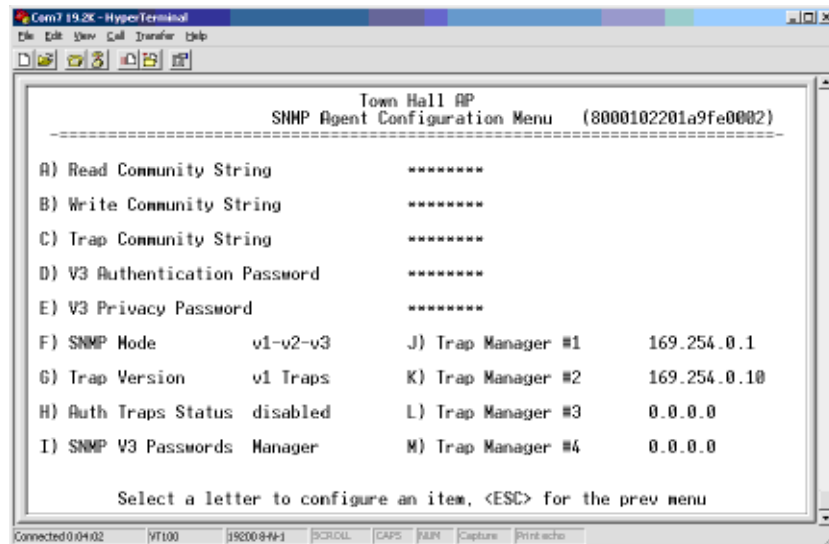 Com7 19.2K - HyperTerminal
File Edit View Call Transfer Help
Town Hall AP
SNMP Agent Configuration Menu (8000102201a9fe0002)
-==========================================================================-
A) Read Community String ********
B) Write Community String ********
C) Trap Community String ********
D) V3 Authentication Password ********
E) V3 Privacy Password ********
F) SNMP Mode v1-v2-v3 J) Trap Manager #1 169.254.0.1
G) Trap Version v1 Traps K) Trap Manager #2 169.254.0.10
H) Auth Traps Status disabled L) Trap Manager #3 0.0.0.0
I) SNMP V3 Passwords Manager M) Trap Manager #4 0.0.0.0
Select a letter to configure an item, <ESC> for the prev menu
Connected 0:04:02 VT100 19200 8-N-1 SCROLL CAPS NUM Capture Print echo